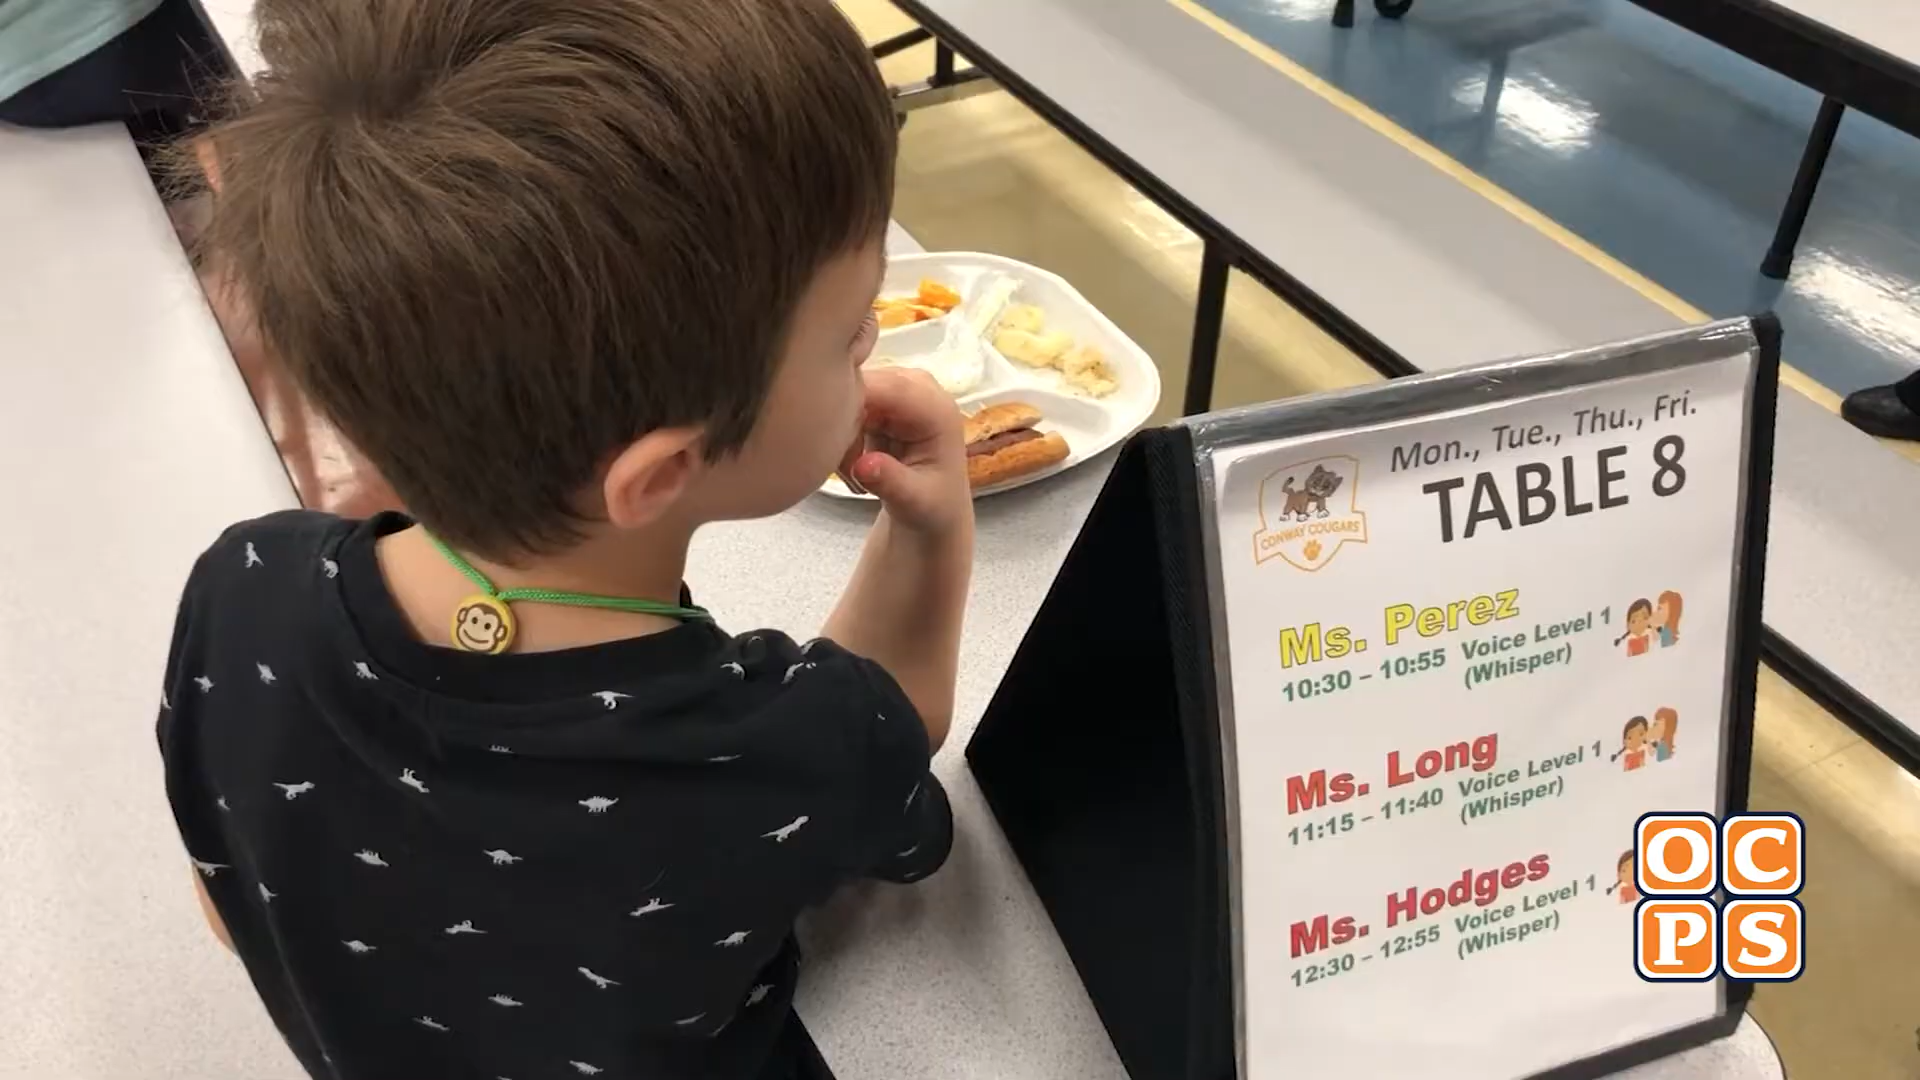 Mon., Tue., Thu., Fri.
TABLE 8
CONWAY COUGARS
Ms. Perez
10:30 – 10:55 Voice Level 1
(Whisper)
Ms. Long
11:15 – 11:40 Voice Level 1
(Whisper)
Ms. Hodges
12:30 – 12:55 Voice Level 1
(Whisper)
OC
PS